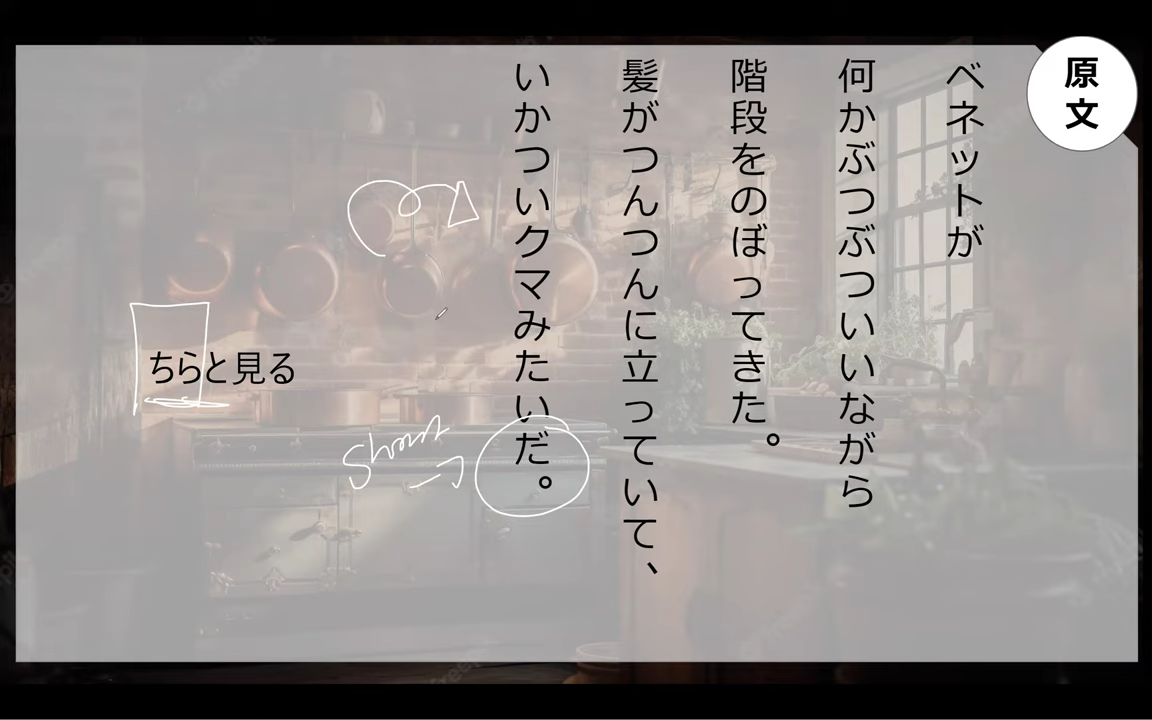 原文
ベネットが
何かぶつぶついいながら
階段をのぼってきた。
髪がつんつんに立っていて、
いかついクマみたいだ。
ちらと見る